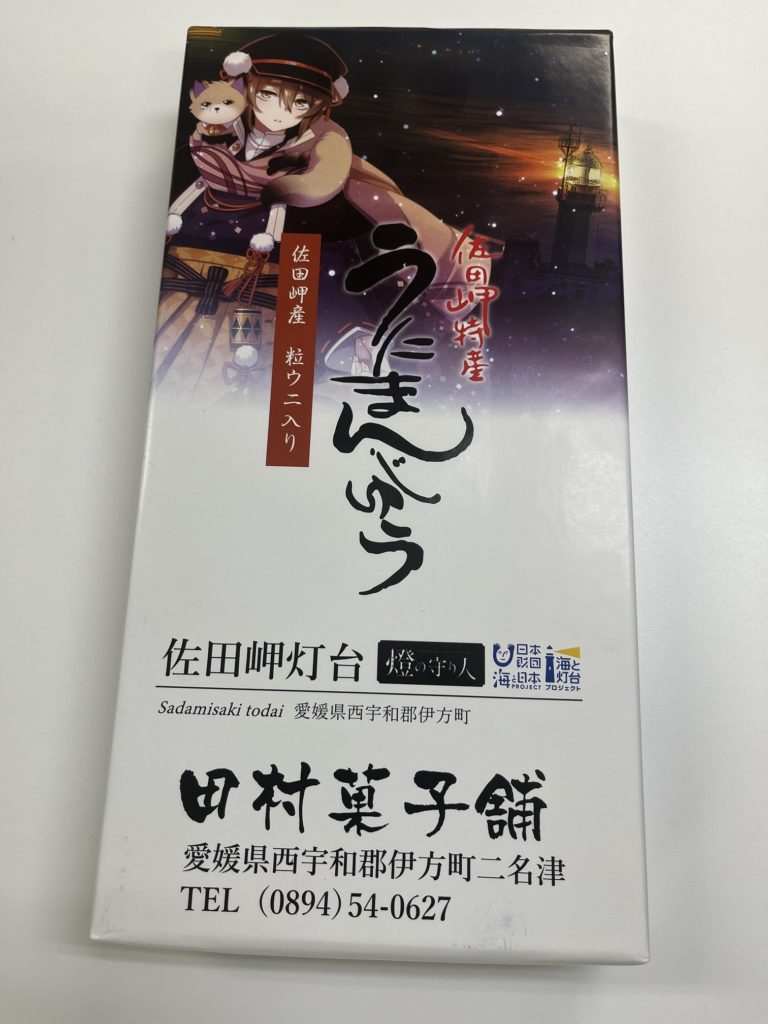 佐田岬特産
うにまんじゅう
佐田岬産 粒ウニ入り
佐田岬灯台
燈の守り人
日本
財団
海と日本
PROJECT
海と
灯台
プロジェクト
Sadamisaki todai 愛媛県西宇和郡伊方町
田村菓子舗
愛媛県西宇和郡伊方町二名津
TEL (0894)54-0627